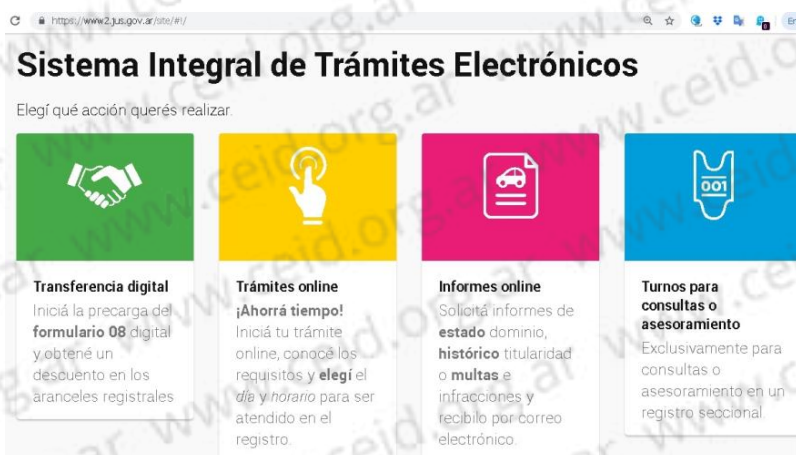 https://www2.jus.gov.ar/site/#!/
Sistema Integral de Trámites Electrónicos
Elegí qué acción querés realizar.
001
Transferencia digital
Iniciá la precarga del
formulario 08 digital
y obtené un
descuento en los
aranceles registrales
Trámites online
¡Ahorrá tiempo!
Iniciá tu trámite
online, conocé los
requisitos y elegí el
día y horario para ser
atendido en el
registro.
Informes online
Solicitá informes de
estado dominio,
histórico titularidad
o multas e
infracciones y
recibilo por correo
electrónico.
Turnos para
consultas o
asesoramiento
Exclusivamente para
consultas o
asesoramiento en un
registro seccional.
www.ceid.org.ar